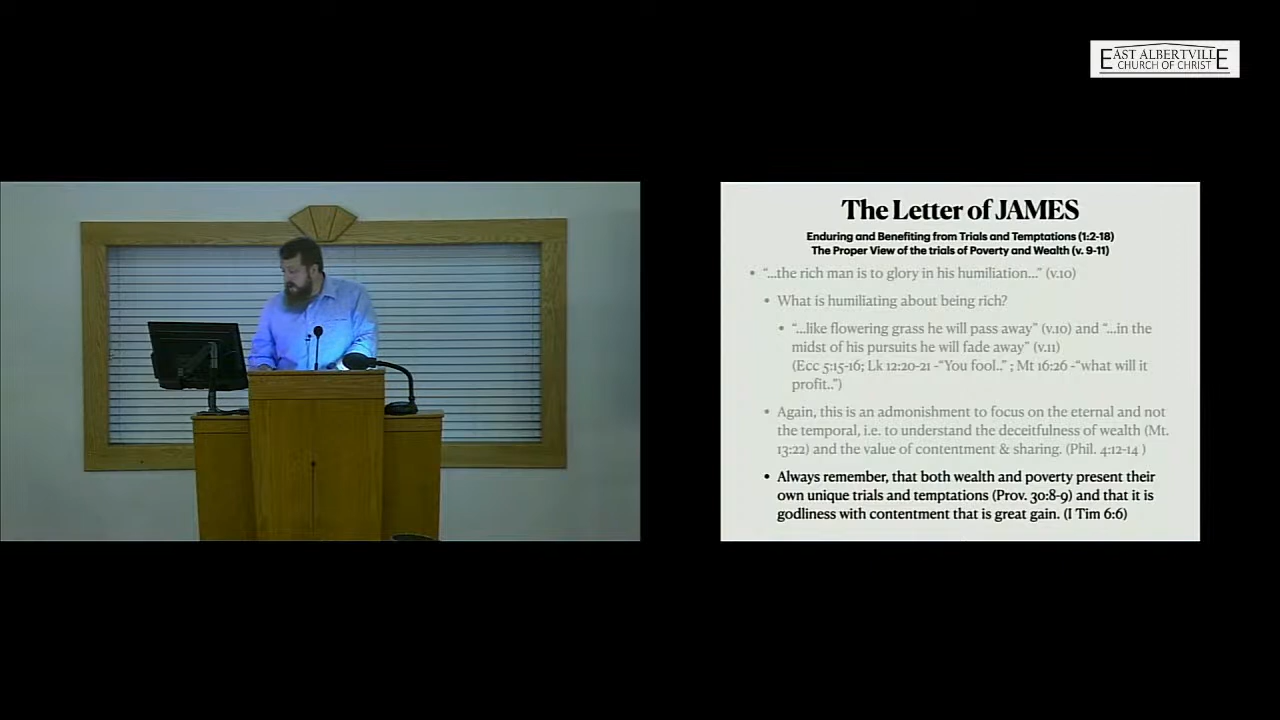 EAST ALBERTVILLE
CHURCH OF CHRIST
The Letter of JAMES
Enduring and Benefiting from Trials and Temptations (1:2-18)
The Proper View of the trials of Poverty and Wealth (v. 9-11)
• “...the rich man is to glory in his humiliation...” (v.10)
• What is humiliating about being rich?
• “...like flowering grass he will pass away” (v.10) and “...in the
midst of his pursuits he will fade away” (v.11)
(Ecc 5:15-16; Lk 12:20-21 -“You fool..” ; Mt 16:26 -“what will it
profit..”)
• Again, this is an admonishment to focus on the eternal and not
the temporal, i.e. to understand the deceitfulness of wealth (Mt.
13:22) and the value of contentment & sharing. (Phil. 4:12-14 )
• Always remember, that both wealth and poverty present their
own unique trials and temptations (Prov. 30:8-9) and that it is
godliness with contentment that is great gain. (I Tim 6:6)